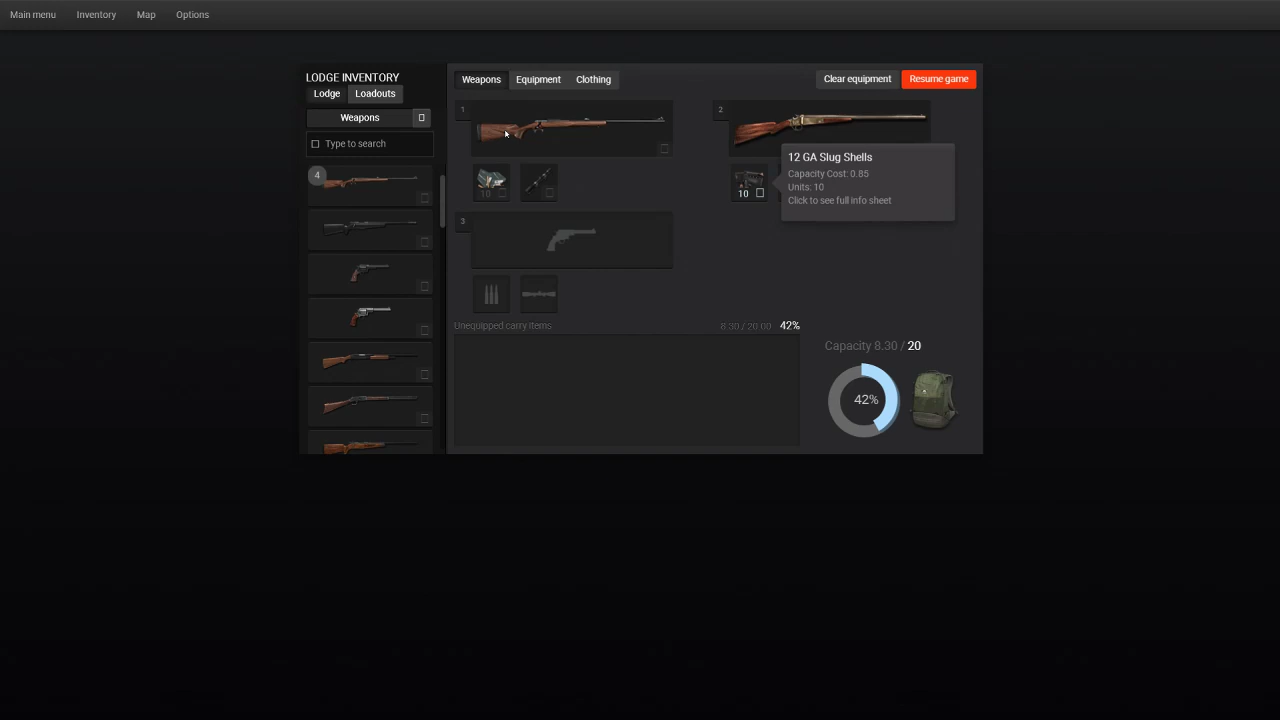 Main menu Inventory Map Options
LODGE INVENTORY
Lodge Loadouts
Weapons
Type to search
4
Weapons Equipment Clothing
Clear equipment Resume game
1
2
10
10
12 GA Slug Shells
Capacity Cost: 0.85
Units: 10
Click to see full info sheet
3
Unequipped carry items 8.30 / 20.00 42%
Capacity 8.30 / 20
42%